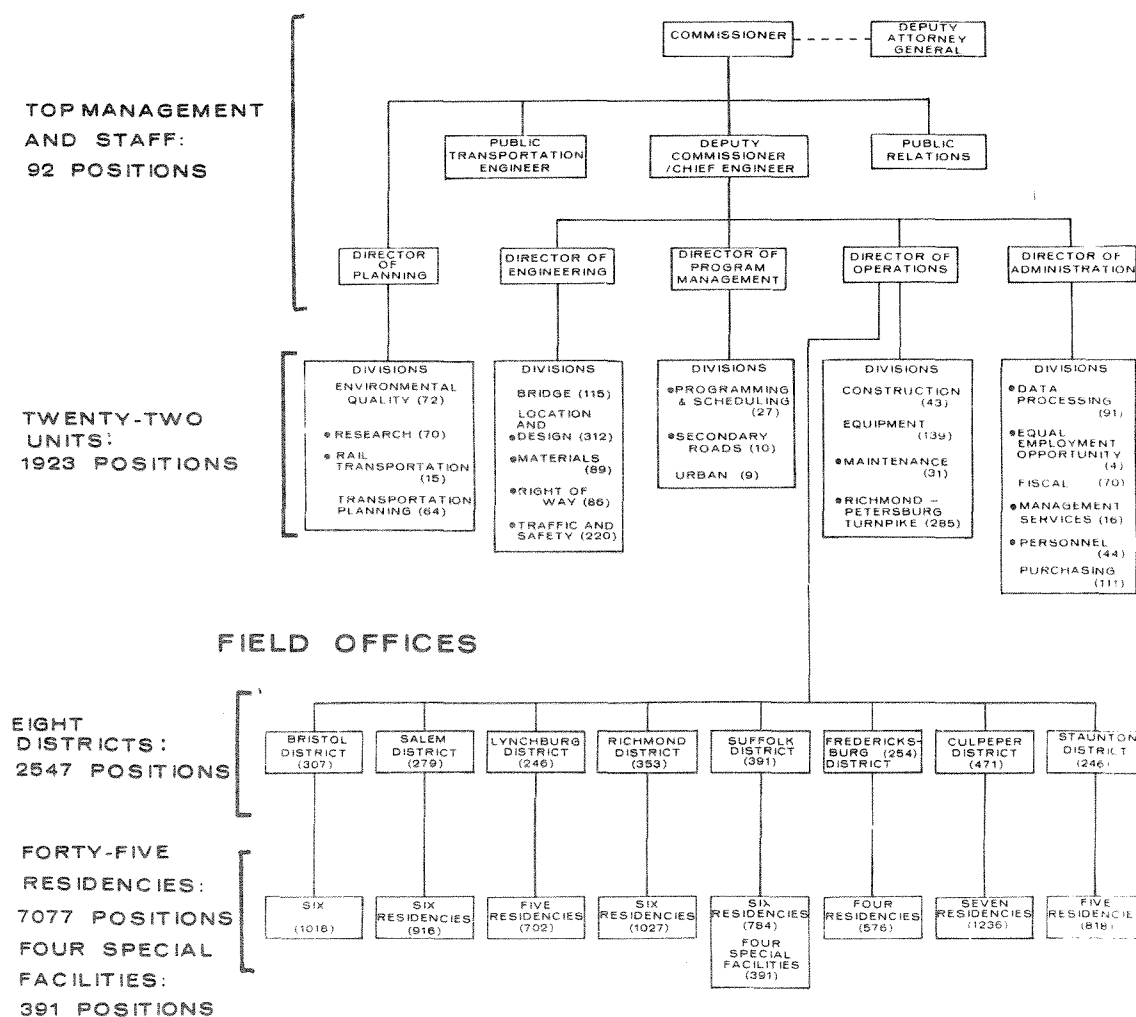 COMMISSIONER
DEPUTY
ATTORNEY
GENERAL
TOP MANAGEMENT
AND STAFF:
92 POSITIONS
PUBLIC
TRANSPORTATION
ENGINEER
DEPUTY
COMMISSIONER
/CHIEF ENGINEER
PUBLIC
RELATIONS
DIRECTOR
OF
PLANNING
DIRECTOR OF
ENGINEERING
DIRECTOR OF
PROGRAM
MANAGEMENT
DIRECTOR OF
OPERATIONS
DIRECTOR OF
ADMINISTRATION
TWENTY-TWO
UNITS:
1923 POSITIONS
DIVISIONS
ENVIRONMENTAL
QUALITY (72)
• RESEARCH (70)
• RAIL
TRANSPORTATION
(15)
TRANSPORTATION
PLANNING (64)
DIVISIONS
BRIDGE (115)
LOCATION
AND
• DESIGN (312)
• MATERIALS
(89)
• RIGHT OF
WAY (86)
• TRAFFIC AND
SAFETY (220)
DIVISIONS
• PROGRAMMING
& SCHEDULING
(27)
• SECONDARY
ROADS (10)
URBAN (9)
DIVISIONS
CONSTRUCTION
(43)
EQUIPMENT
(139)
• MAINTENANCE
(31)
• RICHMOND –
PETERSBURG
TURNPIKE (285)
DIVISIONS
• DATA
PROCESSING
(91)
• EQUAL
EMPLOYMENT
OPPORTUNITY
(4)
FISCAL (70)
• MANAGEMENT
SERVICES (16)
• PERSONNEL
(44)
PURCHASING
(111)
FIELD OFFICES
EIGHT
DISTRICTS:
2547 POSITIONS
BRISTOL
DISTRICT
(307)
SALEM
DISTRICT
(279)
LYNCHBURG
DISTRICT
(246)
RICHMOND
DISTRICT
(353)
SUFFOLK
DISTRICT
(391)
FREDERICKS-
BURG (254)
DISTRICT
CULPEPER
DISTRICT
(471)
STAUNTON
DISTRICT
(246)
FORTY-FIVE
RESIDENCIES:
7077 POSITIONS
FOUR SPECIAL
FACILITIES:
391 POSITIONS
SIX
(1018)
SIX
RESIDENCIES
(916)
FIVE
RESIDENCIES
(702)
SIX
RESIDENCIES
(1027)
SIX
RESIDENCIES
(784)
FOUR
SPECIAL
FACILITIES
(391)
FOUR
RESIDENCIES
(576)
SEVEN
RESIDENCIES
(1236)
FIVE
RESIDENCIE
(818)